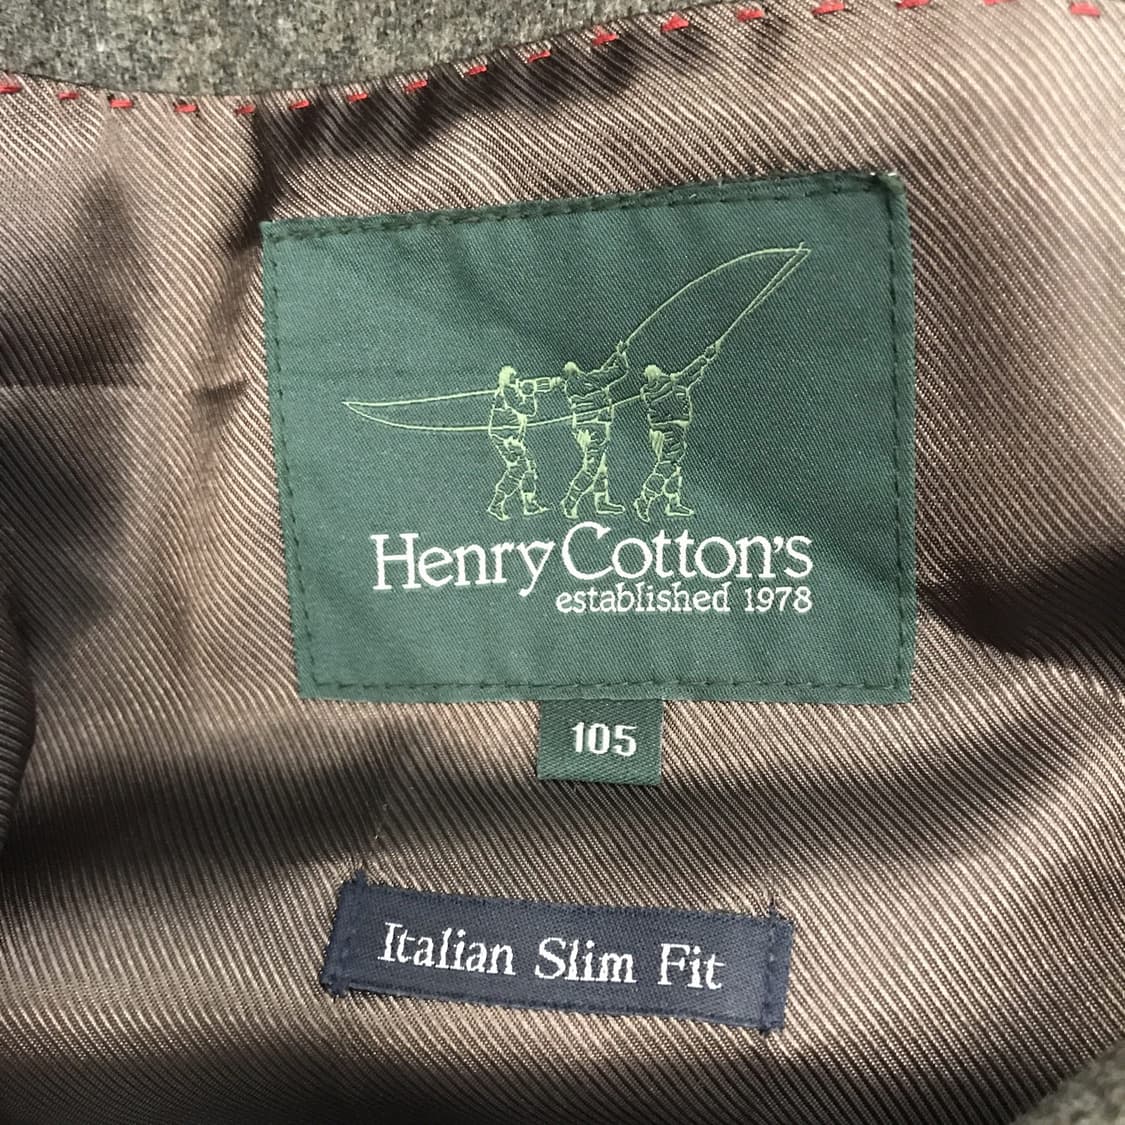 Henry Cotton's
established 1978
105
Italian Slim Fit